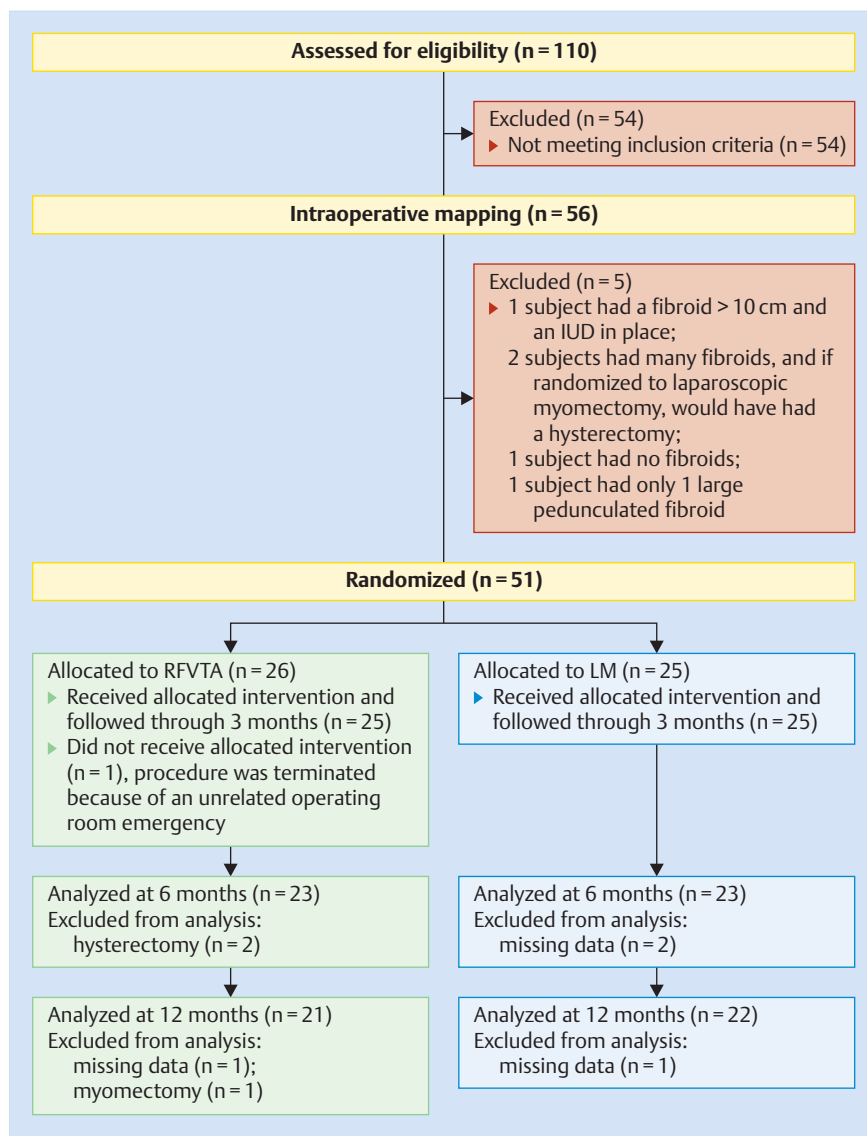 Assessed for eligibility (n = 110)
Excluded (n = 54)
▶ Not meeting inclusion criteria (n = 54)
Intraoperative mapping (n = 56)
Excluded (n = 5)
▶ 1 subject had a fibroid > 10 cm and
an IUD in place;
2 subjects had many fibroids, and if
randomized to laparoscopic
myomectomy, would have had
a hysterectomy;
1 subject had no fibroids;
1 subject had only 1 large
pedunculated fibroid
Randomized (n = 51)
Allocated to RFVTA (n = 26)
▶ Received allocated intervention and
followed through 3 months (n = 25)
▶ Did not receive allocated intervention
(n = 1), procedure was terminated
because of an unrelated operating
room emergency
Allocated to LM (n = 25)
▶ Received allocated intervention and
followed through 3 months (n = 25)
Analyzed at 6 months (n = 23)
Excluded from analysis:
hysterectomy (n = 2)
Analyzed at 6 months (n = 23)
Excluded from analysis:
missing data (n = 2)
Analyzed at 12 months (n = 21)
Excluded from analysis:
missing data (n = 1);
myomectomy (n = 1)
Analyzed at 12 months (n = 22)
Excluded from analysis:
missing data (n = 1)